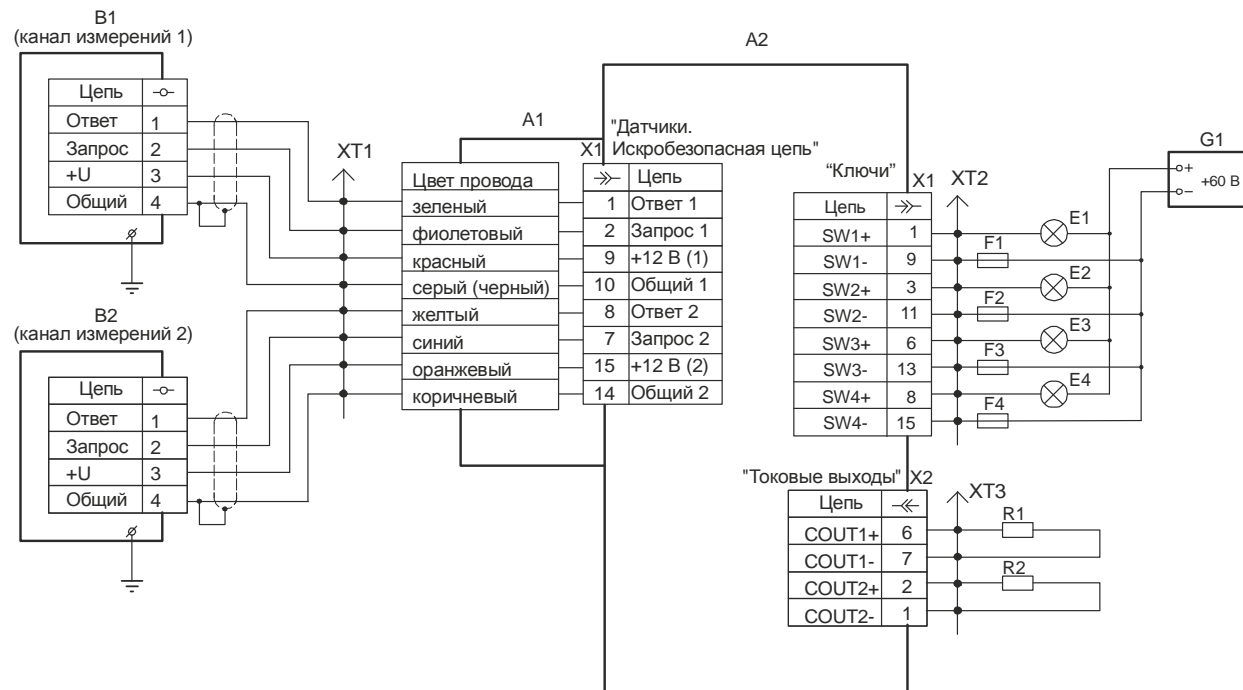 B1
(канал измерений 1)
Цепь
Ответ 1
Запрос 2
+U 3
Общий 4
B2
(канал измерений 2)
Цепь
Ответ 1
Запрос 2
+U 3
Общий 4
XT1
A1
Цвет провода
зеленый
фиолетовый
красный
серый (черный)
желтый
синий
оранжевый
коричневый
A2
"Датчики.
Искробезопасная цепь"
X1
Цепь
1 Ответ 1
2 Запрос 1
9 +12 В (1)
10 Общий 1
8 Ответ 2
7 Запрос 2
15 +12 В (2)
14 Общий 2
“Ключи”
X1
Цепь
SW1+ 1
SW1- 9
SW2+ 3
SW2- 11
SW3+ 6
SW3- 13
SW4+ 8
SW4- 15
XT2
E1
F1
E2
F2
E3
F3
E4
F4
G1
+
+60 В
–
"Токовые выходы"
X2
Цепь
COUT1+ 6
COUT1- 7
COUT2+ 2
COUT2- 1
XT3
R1
R2